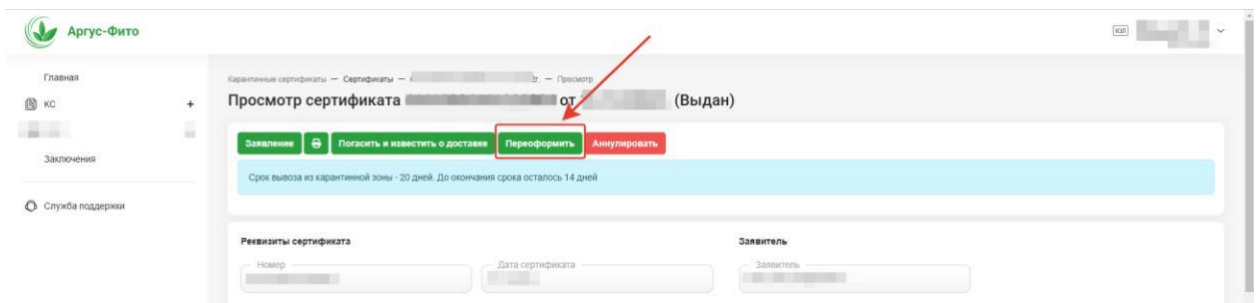 Аргус-Фито
ЮЛ
Главная
КС +
Заключения
Служба поддержки
Карантинные сертификаты — Сертификаты — — Просмотр
Просмотр сертификата от (Выдан)
Заявление Погасить и известить о доставке Переоформить Аннулировать
Срок вывоза из карантинной зоны - 20 дней. До окончания срока осталось 14 дней
Реквизиты сертификата Заявитель
Номер Дата сертификата Заявитель